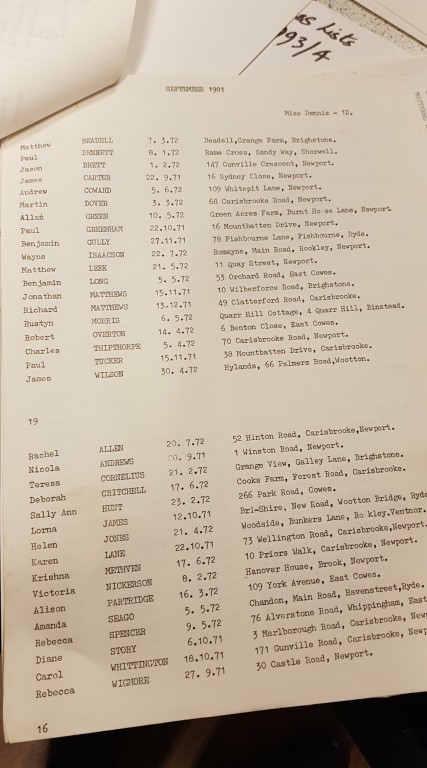 as Lists
93/4
SEPTEMBER 1981
Miss Dennis - 1D.
Matthew BEADELL 7. 3.72 Beadell,Grange Farm, Brighstone.
Paul BENNETT 8. 1.72 Rame Cross, Sandy Way, Shorwell.
Jason BRETT 1. 2.72 147 Gunville Crescent, Newport.
James CARTER 22. 9.71 16 Sydney Close, Newport.
Andrew COWARD 5. 6.72 109 Whitepit Lane, Newport.
Martin DOVER 3. 3.72 68 Carisbrooke Road, Newport.
Allan GREEN 10. 5.72 Green Acres Farm, Burnt House Lane, Newport
Paul GREENHAM 22.10.71 16 Mountbatten Drive, Newport.
Benjamin GULLY 27.11.71 78 Fishbourne Lane, Fishbourne, Ryde.
Wayne ISAACSON 22. 7.72 Romayne, Main Road, Rookley, Newport.
Matthew LEEK 21. 5.72 11 Quay Street, Newport.
Benjamin LONG 5. 5.72 53 Orchard Road, East Cowes.
Jonathan MATTHEWS 15.11.71 10 Wilberforce Road, Brighstone.
Richard MATTHEWS 13.12.71 49 Clatterford Road, Carisbrooke.
Rustyn MORRIS 6. 5.72 Quarr Hill Cottage, 4 Quarr Hill, Binstead.
Robert OVERTON 14. 4.72 6 Benton Close, East Cowes.
Charles THIPTHORPE 5. 4.72 70 Carisbrooke Road, Newport.
Paul TUCKER 15.11.71 38 Mountbatten Drive, Carisbrooke.
James WILSON 30. 4.72 Hylands, 66 Palmers Road,Wootton.
19
Rachel ALLEN 20. 7.72 52 Hinton Road, Carisbrooke,Newport.
Nicola ANDREWS 20. 9.71 1 Winston Road, Newport.
Teresa CORNELIUS 21. 2.72 Grange View, Galley Lane, Brighstone.
Deborah CRITCHELL 17. 6.72 Cooks Farm, Forest Road, Carisbrooke.
Sally Ann HUNT 23. 2.72 266 Park Road, Cowes.
Lorna JAMES 12.10.71 Bri-Shire, New Road, Wootton Bridge, Ryde
Helen JONES 21. 4.72 Woodside, Bunkers Lane, Ro kley.Ventnor.
Karen LANE 22.10.71 73 Wellington Road, Carisbrooke,Newport.
Krishna METHVEN 17. 6.72 10 Priors Walk, Carisbrooke, Newport.
Victoria NICKERSON 8. 2.72 Hanover House, Brook, Newport.
Alison PARTRIDGE 16. 3.72 109 York Avenue, East Cowes.
Amanda SEAGO 5. 5.72 Chandon, Main Road, Havenstreet,Ryde.
Rebecca SPENCER 9. 5.72 76 Alverstone Road, Whippingham, East
Diane STORY 6.10.71 3 Marlborough Road, Carisbrooke, New
Carol WHITTINGTON 18.10.71 171 Gunville Road, Carisbrooke, Newp
Rebecca WIGMORE 27. 9.71 30 Castle Road, Newport.
16